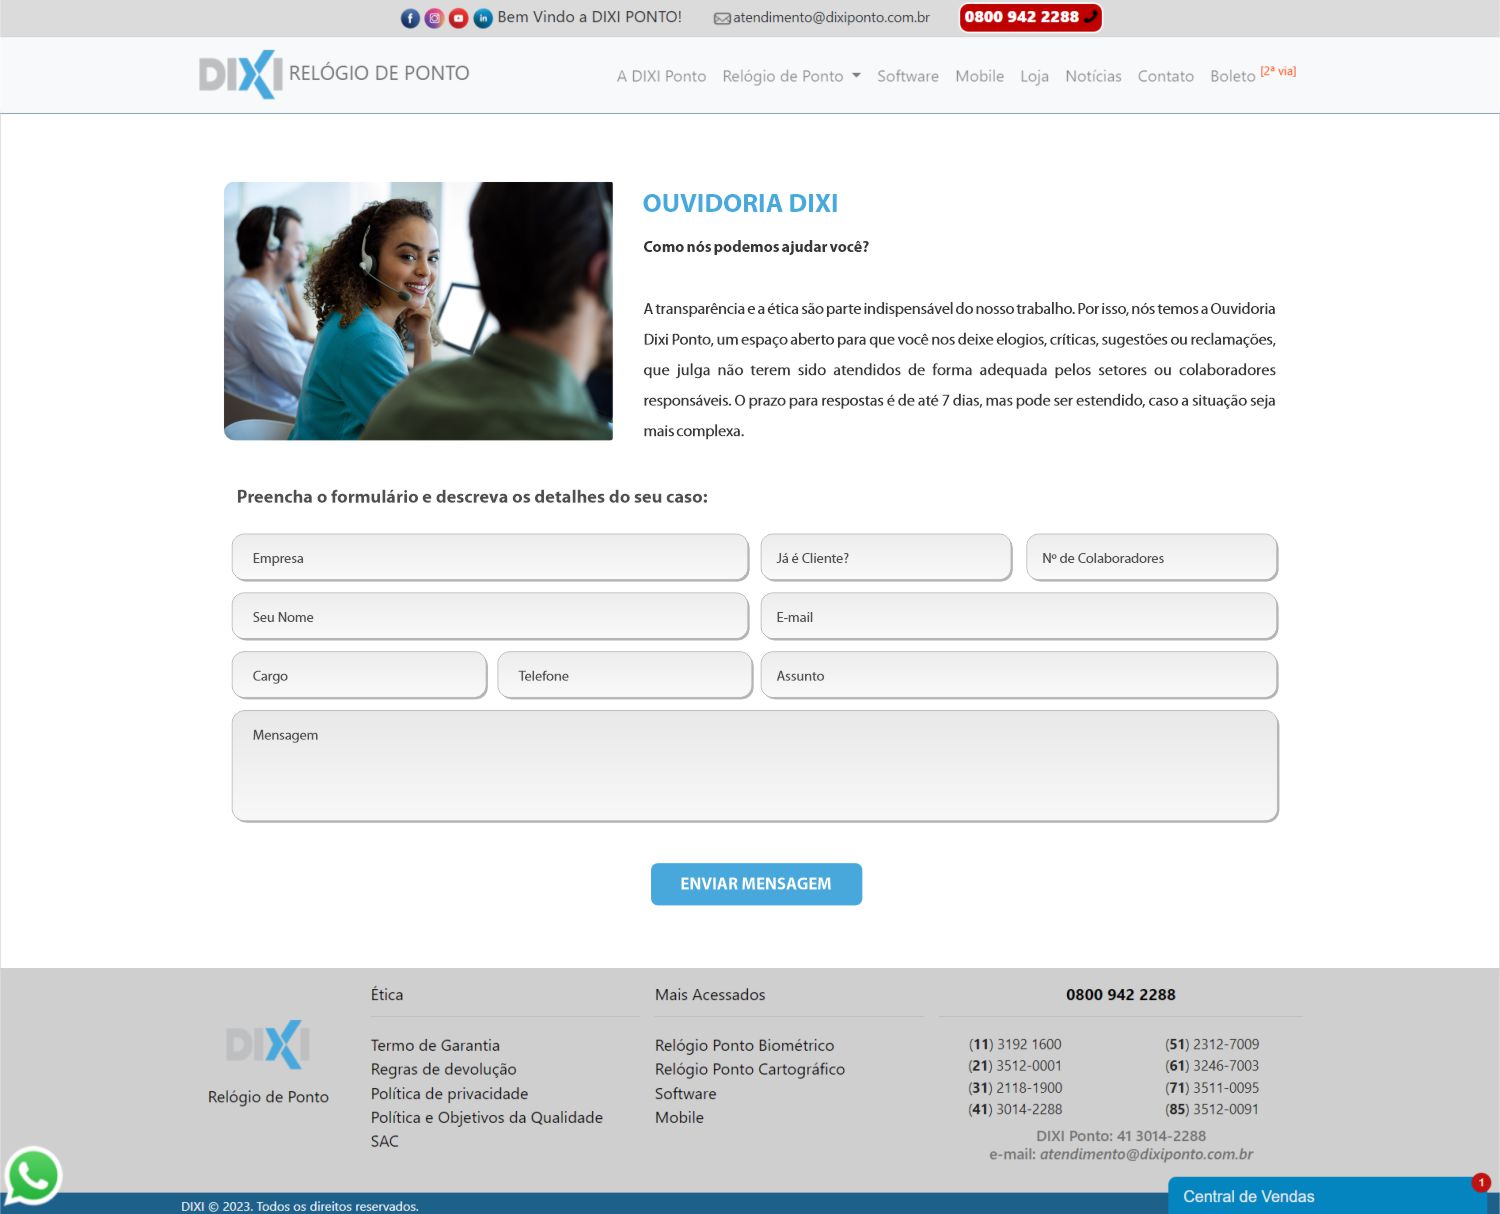 Bem Vindo a DIXI PONTO!
atendimento@dixiponto.com.br
0800 942 2288
DIXI RELÓGIO DE PONTO
A DIXI Ponto
Relógio de Ponto
Software
Mobile
Loja
Notícias
Contato
Boleto [2ª via]
OUVIDORIA DIXI
Como nós podemos ajudar você?
A transparência e a ética são parte indispensável do nosso trabalho. Por isso, nós temos a Ouvidoria
Dixi Ponto, um espaço aberto para que você nos deixe elogios, críticas, sugestões ou reclamações,
que julga não terem sido atendidos de forma adequada pelos setores ou colaboradores
responsáveis. O prazo para respostas é de até 7 dias, mas pode ser estendido, caso a situação seja
mais complexa.
Preencha o formulário e descreva os detalhes do seu caso:
Empresa
Já é Cliente?
Nº de Colaboradores
Seu Nome
E-mail
Cargo
Telefone
Assunto
Mensagem
ENVIAR MENSAGEM
DIXI
Relógio de Ponto
Ética
Termo de Garantia
Regras de devolução
Política de privacidade
Política e Objetivos da Qualidade
SAC
Mais Acessados
Relógio Ponto Biométrico
Relógio Ponto Cartográfico
Software
Mobile
0800 942 2288
(11) 3192 1600
(21) 3512-0001
(31) 2118-1900
(41) 3014-2288
(51) 2312-7009
(61) 3246-7003
(71) 3511-0095
(85) 3512-0091
DIXI Ponto: 41 3014-2288
e-mail: atendimento@dixiponto.com.br
DIXI © 2023. Todos os direitos reservados.
Central de Vendas
1